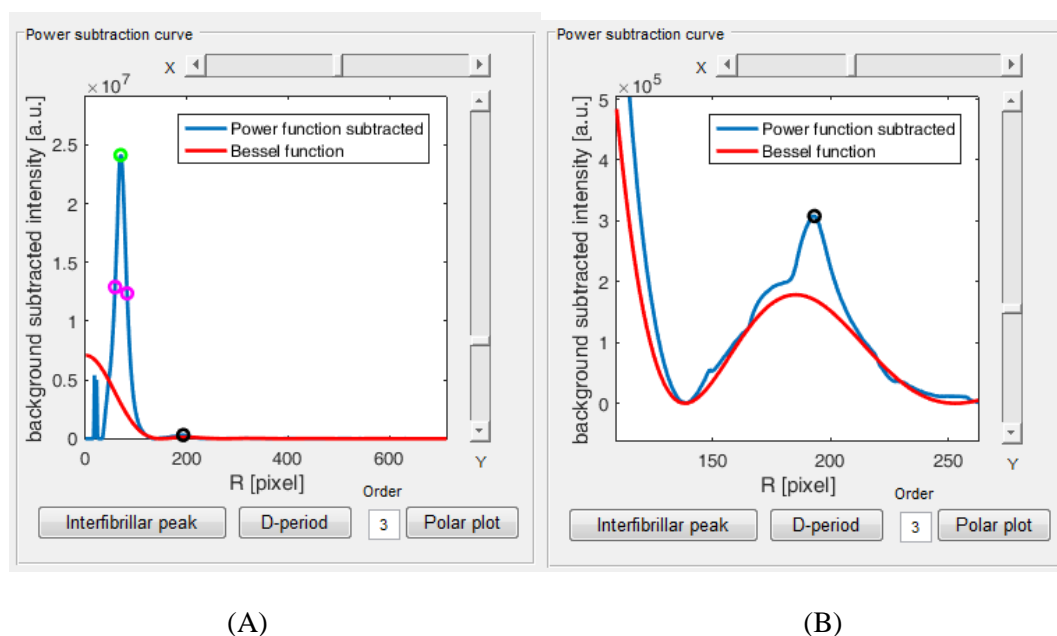 Power subtraction curve
X
×10^7
background subtracted intensity [a.u.]
2.5
2
1.5
1
0.5
0
Power function subtracted
Bessel function
0 200 400 600
R [pixel]
Y
Order
Interfibrillar peak D-period 3 Polar plot
(A)
Power subtraction curve
X
×10^5
background subtracted intensity [a.u.]
5
4
3
2
1
0
Power function subtracted
Bessel function
150 200 250
R [pixel]
Y
Order
Interfibrillar peak D-period 3 Polar plot
(B)